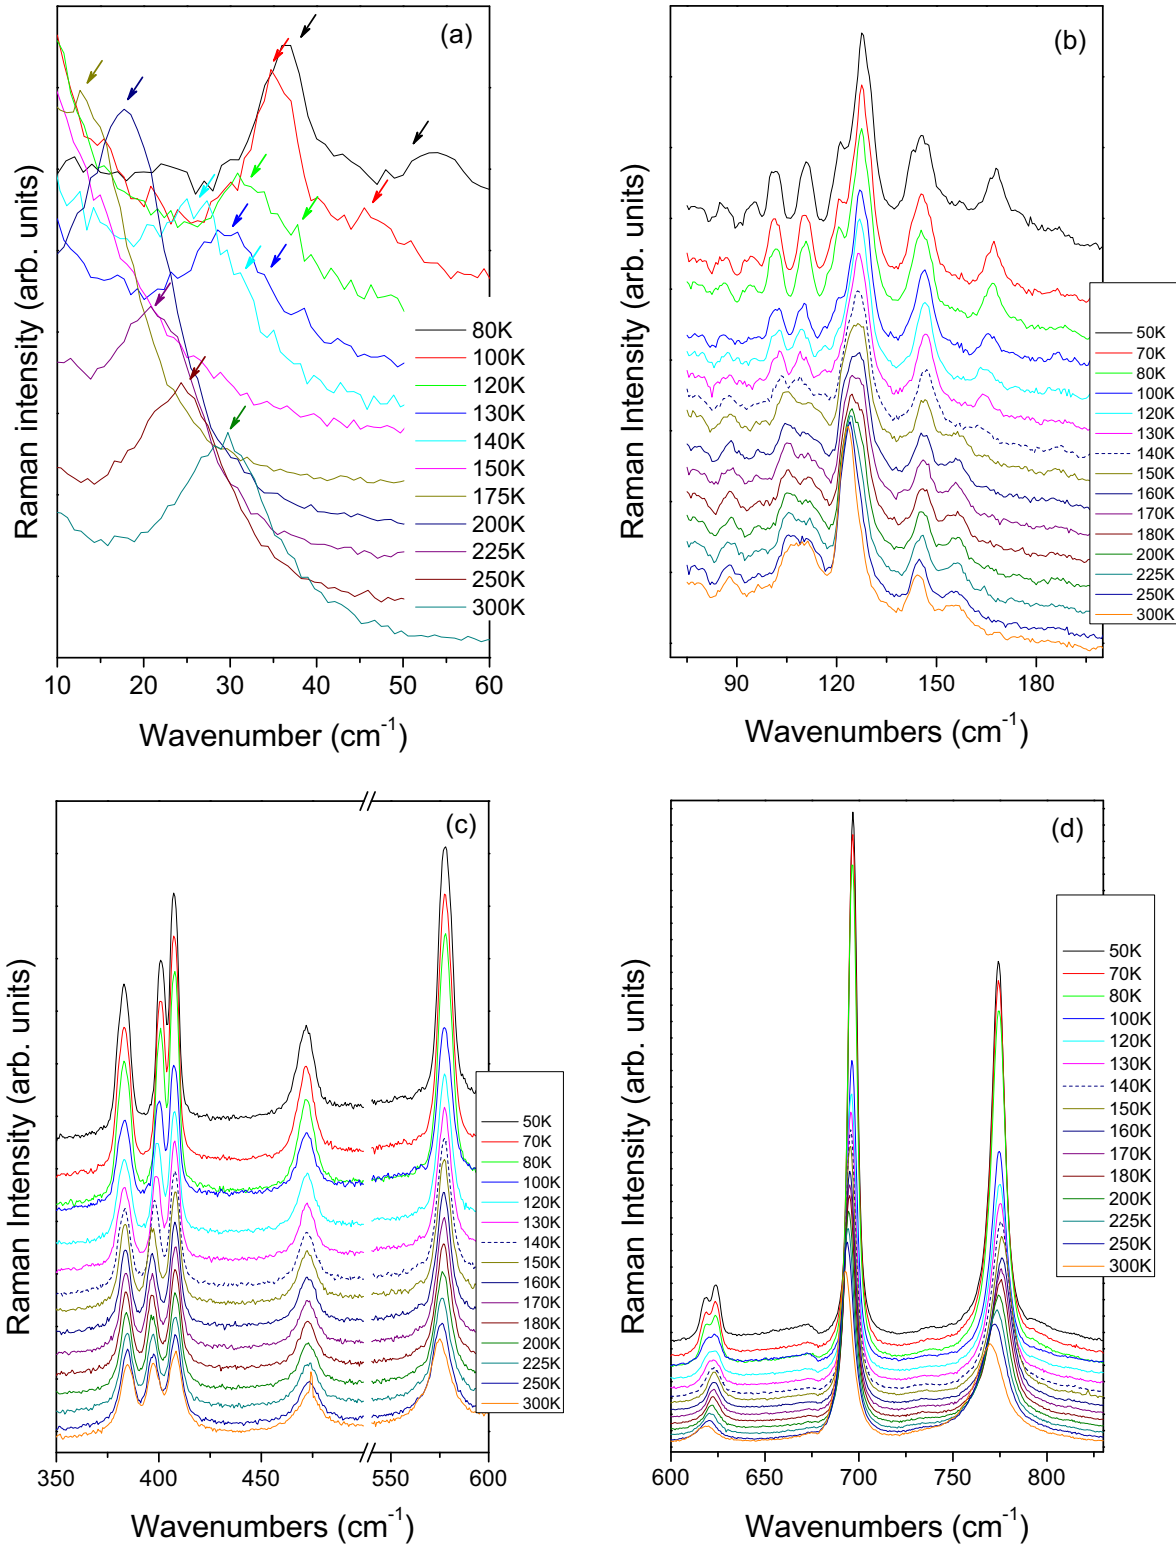 (a)
Raman intensity (arb. units)
80K
100K
120K
130K
140K
150K
175K
200K
225K
250K
300K
10 20 30 40 50 60
Wavenumber (cm⁻¹)
(b)
Raman Intensity (arb. units)
50K
70K
80K
100K
120K
130K
140K
150K
160K
170K
180K
200K
225K
250K
300K
90 120 150 180
Wavenumbers (cm⁻¹)
(c)
Raman Intensity (arb. units)
50K
70K
80K
100K
120K
130K
140K
150K
160K
170K
180K
200K
225K
250K
300K
350 400 450 550 600
Wavenumbers (cm⁻¹)
(d)
Raman Intensity (arb. units)
50K
70K
80K
100K
120K
130K
140K
150K
160K
170K
180K
200K
225K
250K
300K
600 650 700 750 800
Wavenumbers (cm⁻¹)